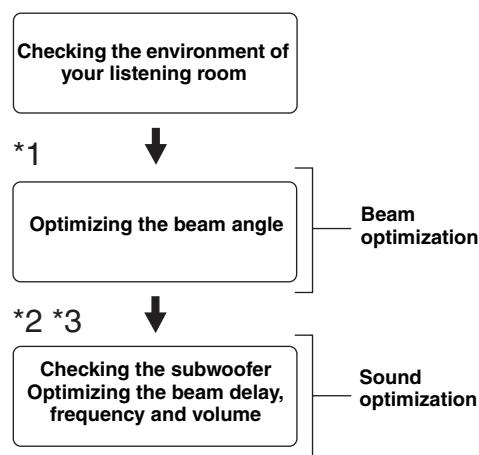 Checking the environment of
your listening room
*1
Optimizing the beam angle
Beam
optimization
*2 *3
Checking the subwoofer
Optimizing the beam delay,
frequency and volume
Sound
optimization